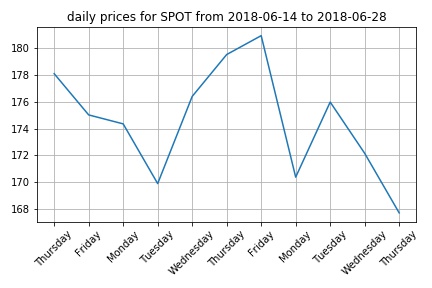 daily prices for SPOT from 2018-06-14 to 2018-06-28
180
178
176
174
172
170
168
Thursday
Friday
Monday
Tuesday
Wednesday
Thursday
Friday
Monday
Tuesday
Wednesday
Thursday